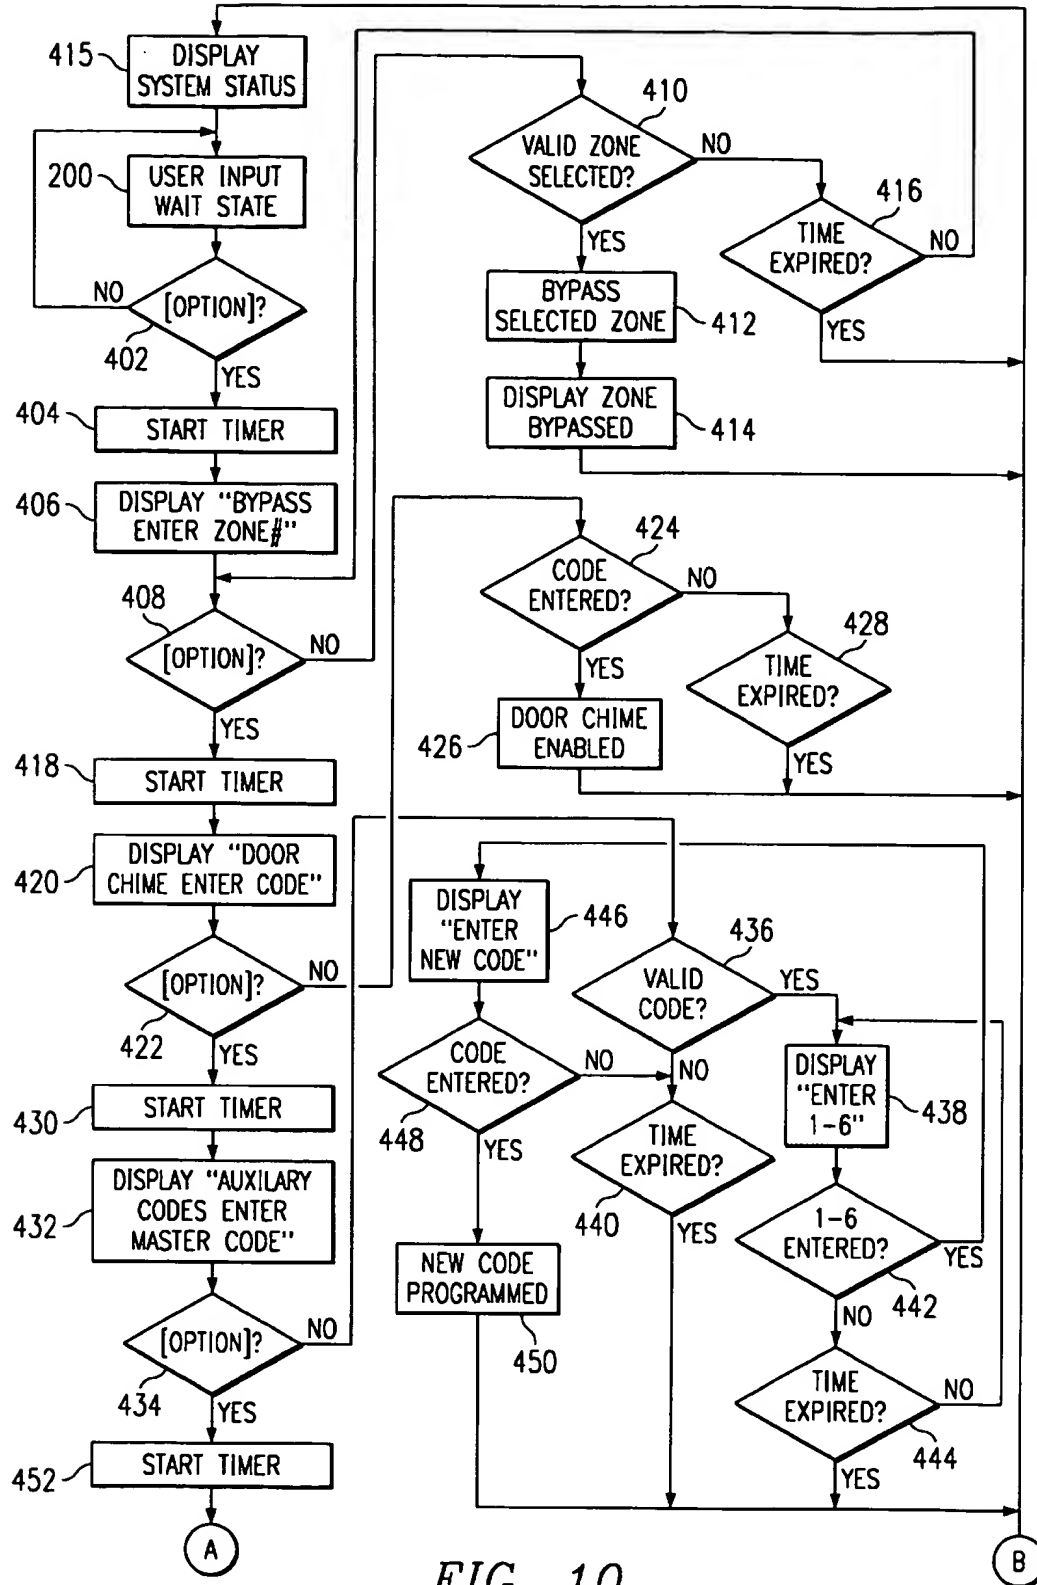 415
DISPLAY
SYSTEM STATUS
200
USER INPUT
WAIT STATE
NO
[OPTION]?
402
YES
404
START TIMER
406
DISPLAY "BYPASS
ENTER ZONE#"
408
[OPTION]?
NO
YES
418
START TIMER
420
DISPLAY "DOOR
CHIME ENTER CODE"
[OPTION]?
NO
422
YES
430
START TIMER
432
DISPLAY "AUXILARY
CODES ENTER
MASTER CODE"
[OPTION]?
NO
434
YES
452
START TIMER
A
410
VALID ZONE
SELECTED?
NO
YES
416
TIME
EXPIRED?
NO
YES
BYPASS
SELECTED ZONE
412
DISPLAY ZONE
BYPASSED
414
424
CODE
ENTERED?
NO
YES
428
TIME
EXPIRED?
YES
426
DOOR CHIME
ENABLED
DISPLAY
"ENTER
NEW CODE"
446
436
VALID
CODE?
YES
NO
CODE
ENTERED?
NO
448
YES
DISPLAY
"ENTER
1-6"
438
TIME
EXPIRED?
440
YES
1-6
ENTERED?
YES
442
NO
NEW CODE
PROGRAMMED
450
TIME
EXPIRED?
NO
444
YES
B
FIG. 10